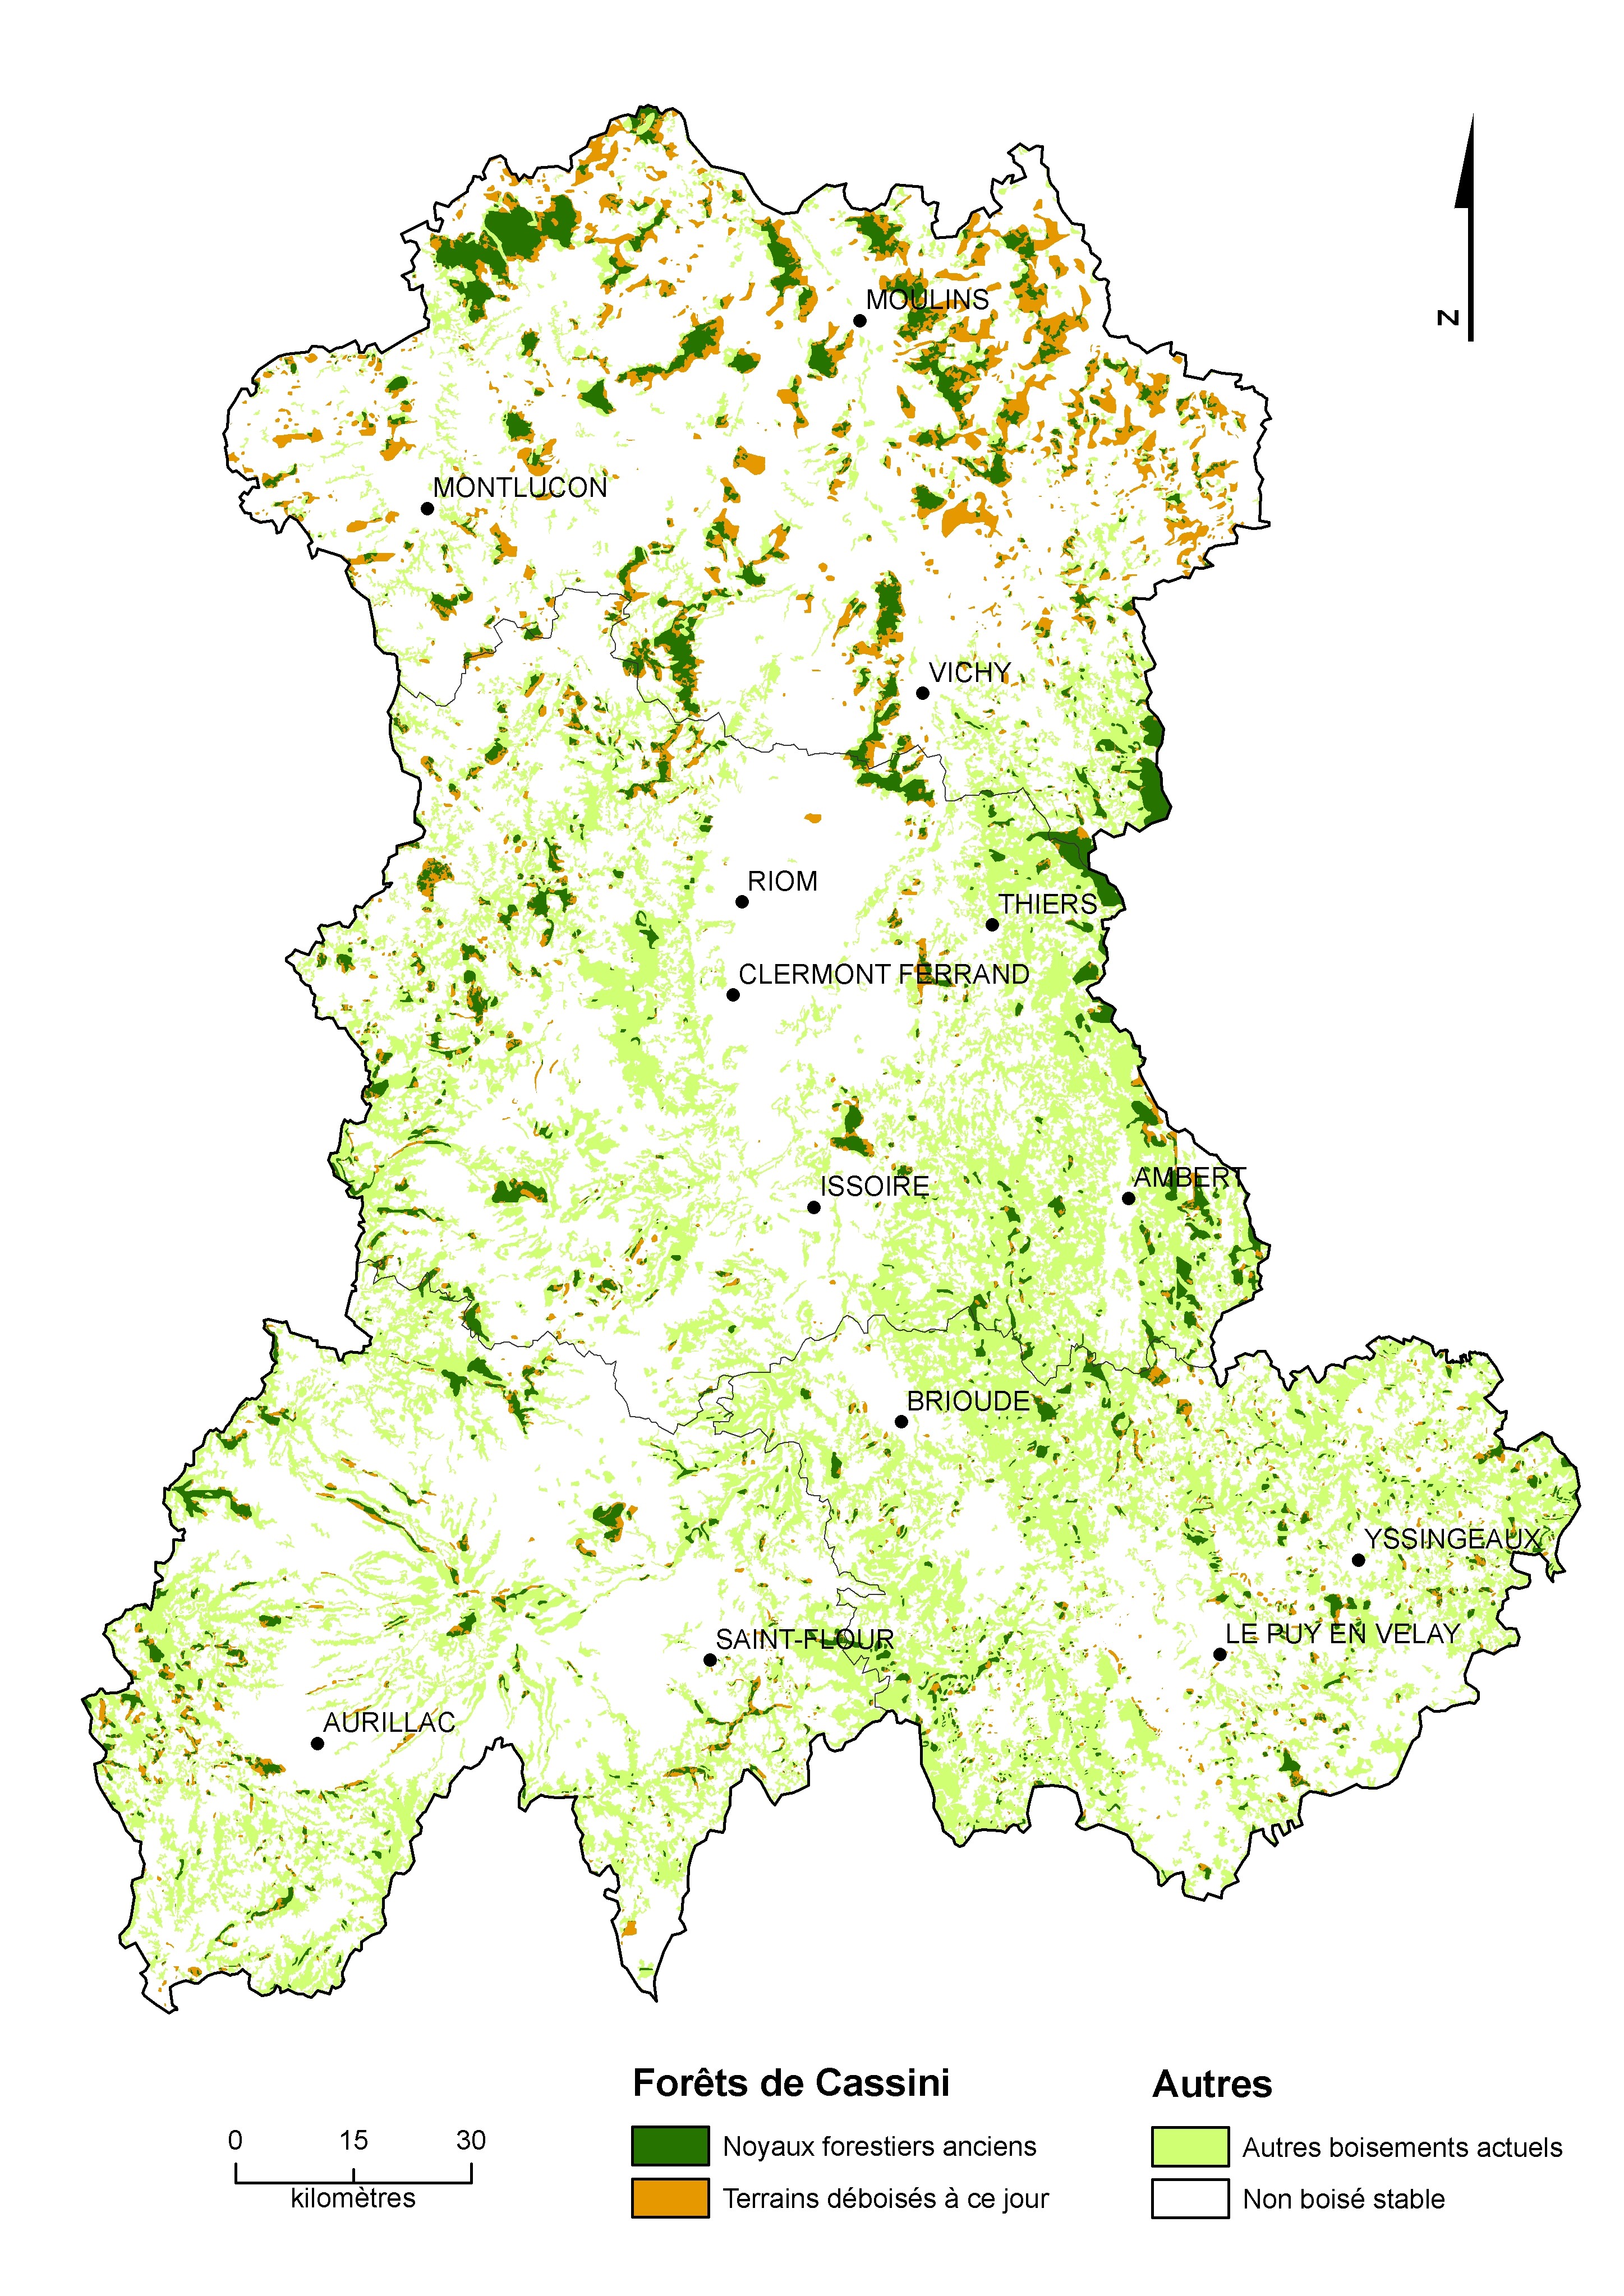 N
MOULINS
MONTLUCON
VICHY
RIOM
THIERS
CLERMONT FERRAND
AMBERT
ISSOIRE
BRIOUDE
YSSINGEAUX
LE PUY EN VELAY
SAINT-FLOUR
AURILLAC
Forêts de Cassini
Autres
0 15 30
kilomètres
Noyaux forestiers anciens
Autres boisements actuels
Terrains déboisés à ce jour
Non boisé stable